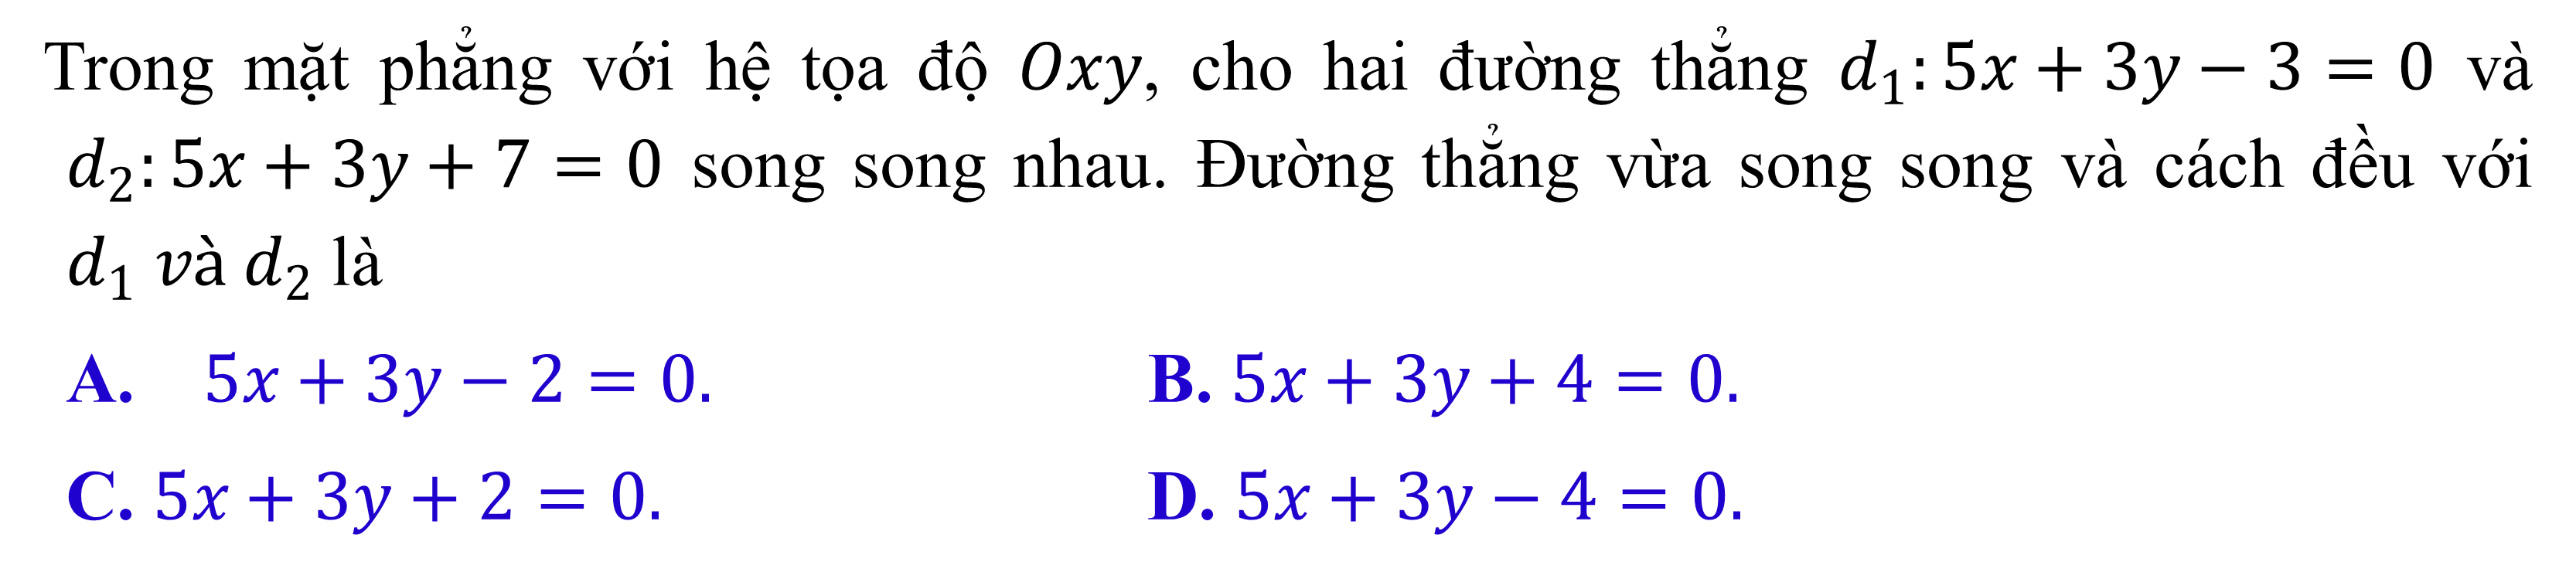 Trong mặt phẳng với hệ tọa độ Oxy, cho hai đường thẳng d₁: 5x + 3y − 3 = 0 và
d₂: 5x + 3y + 7 = 0 song song nhau. Đường thẳng vừa song song và cách đều với
d₁ và d₂ là
A. 5x + 3y − 2 = 0. B. 5x + 3y + 4 = 0.
C. 5x + 3y + 2 = 0. D. 5x + 3y − 4 = 0.